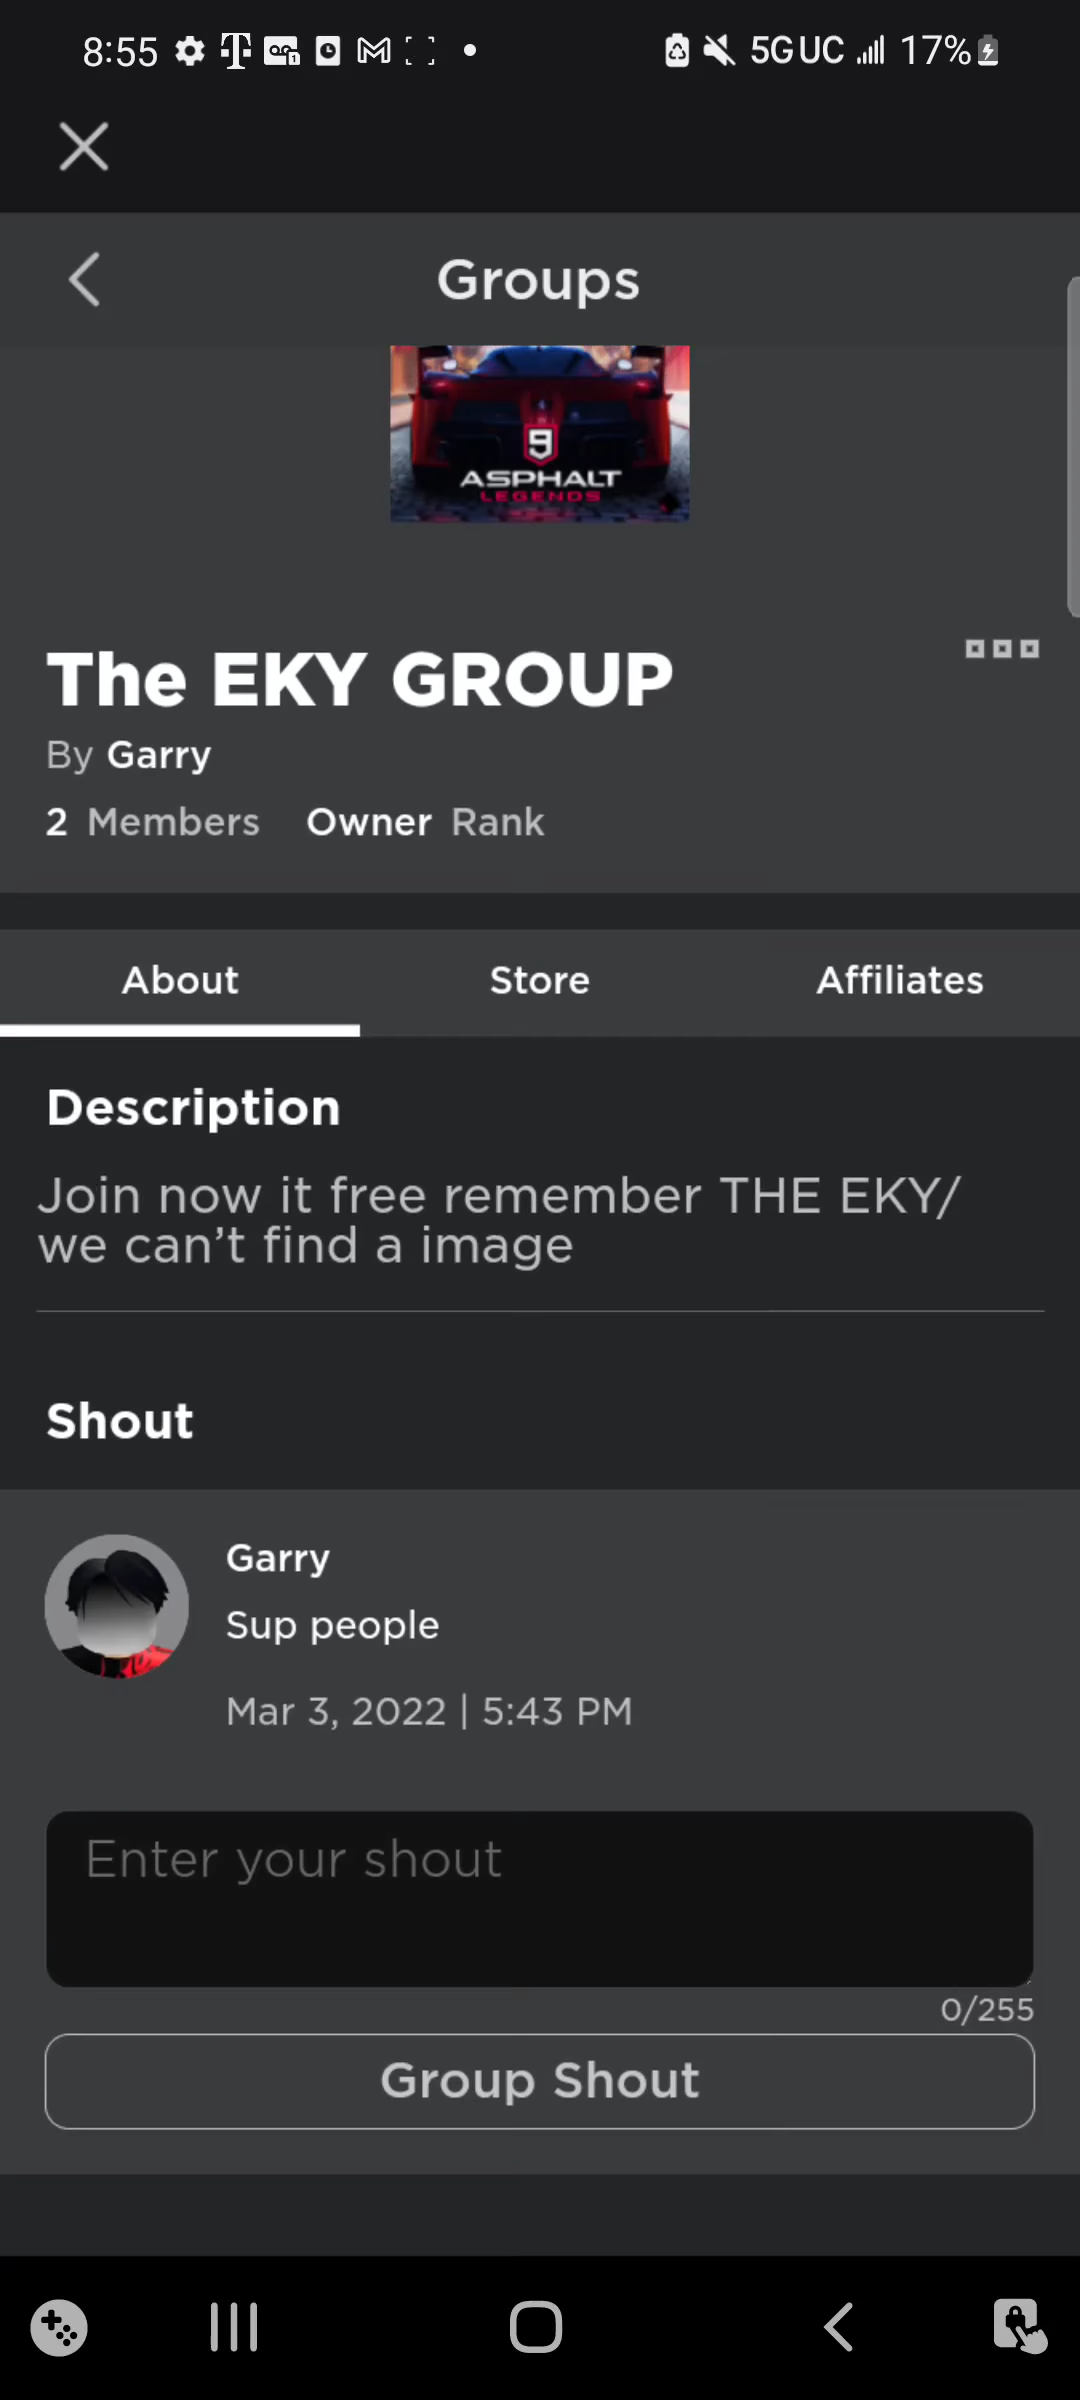 8:55 5G UC 17%
Groups
9
ASPHALT
LEGENDS
The EKY GROUP
By Garry
2 Members Owner Rank
About Store Affiliates
Description
Join now it free remember THE EKY/
we can’t find a image
Shout
Garry
Sup people
Mar 3, 2022 | 5:43 PM
Enter your shout
0/255
Group Shout